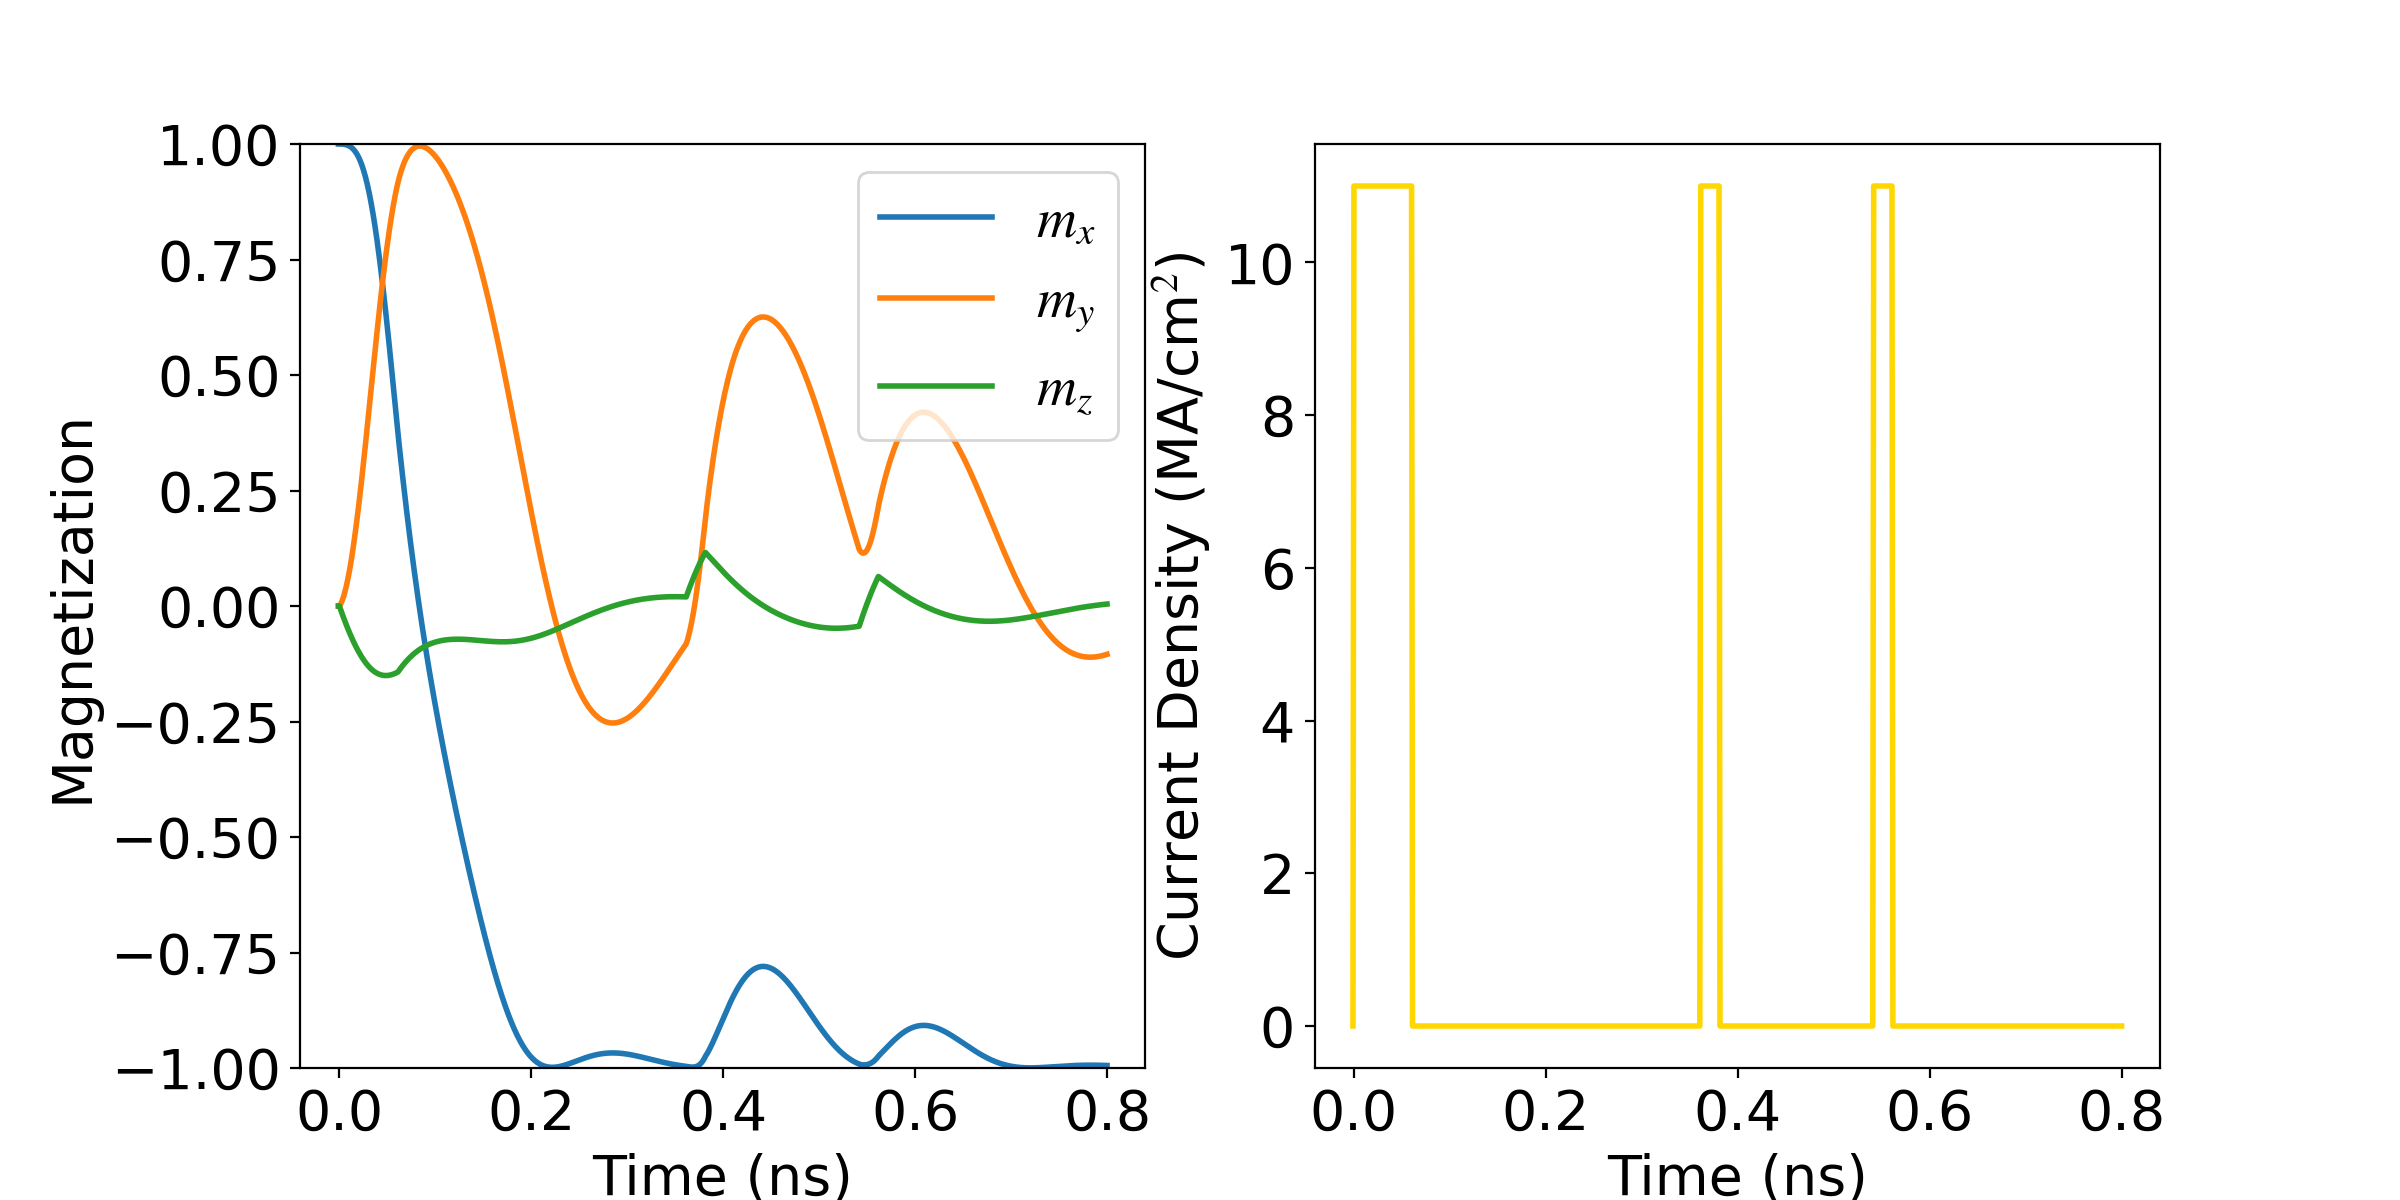 1.00
0.75
0.50
0.25
0.00
−0.25
−0.50
−0.75
−1.00
Magnetization
0.0 0.2 0.4 0.6 0.8
Time (ns)
m_x
m_y
m_z
10
8
6
4
2
0
Current Density (MA/cm²)
0.0 0.2 0.4 0.6 0.8
Time (ns)